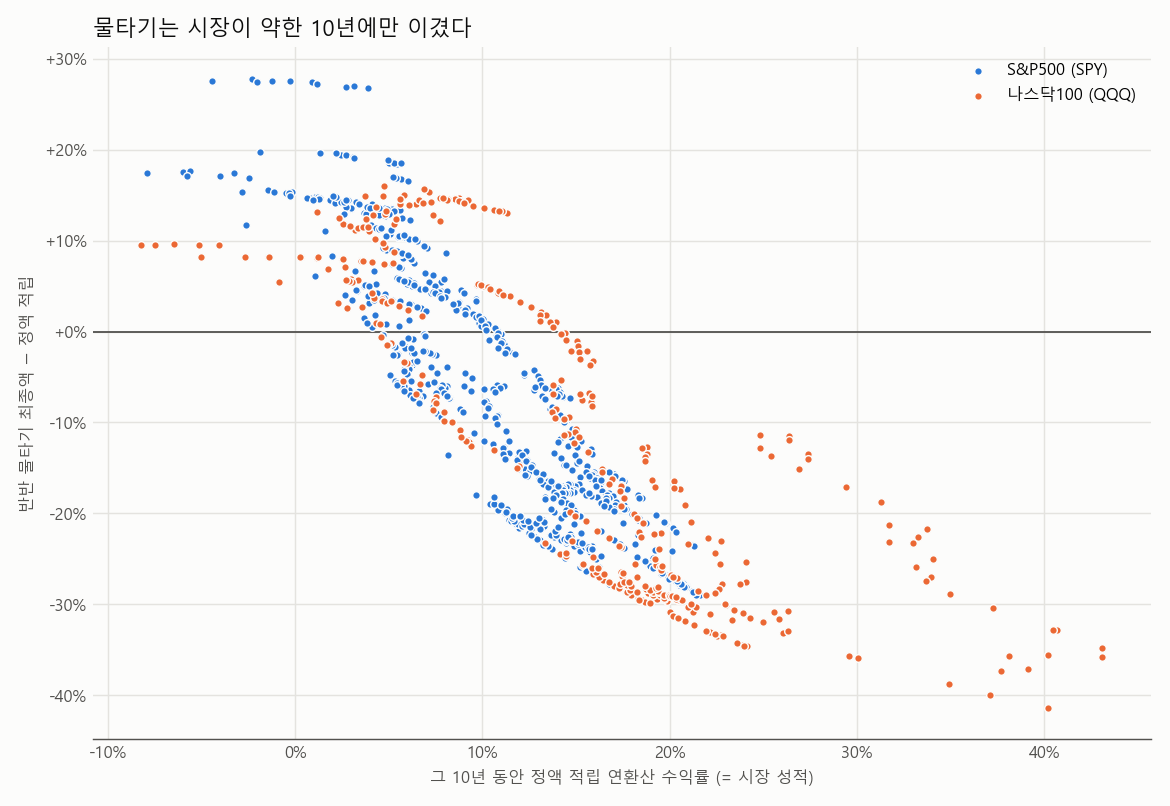 물타기는 시장이 약한 10년에만 이겼다
S&P500 (SPY)
나스닥100 (QQQ)
반반 물타기 최종액 − 정액 적립
+30%
+20%
+10%
+0%
-10%
-20%
-30%
-40%
-10%
0%
10%
20%
30%
40%
그 10년 동안 정액 적립 연환산 수익률 (= 시장 성적)